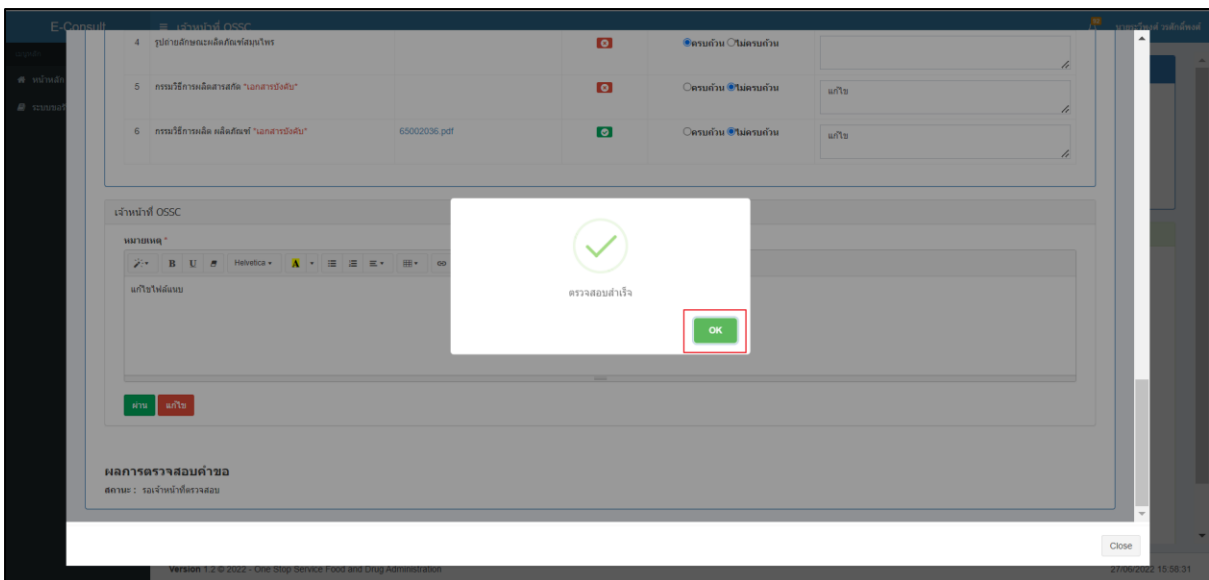 E-Consult
≡ เจ้าหน้าที่ OSSC
เมนูหลัก
หน้าหลัก
4 รูปถ่ายลักษณะผลิตภัณฑ์สมุนไพร ครบถ้วน ไม่ครบถ้วน
5 กรรมวิธีการผลิตสารสกัด "เอกสารบังคับ" ครบถ้วน ไม่ครบถ้วน แก้ไข
6 กรรมวิธีการผลิต ผลิตภัณฑ์ "เอกสารบังคับ" 65002036.pdf ครบถ้วน ไม่ครบถ้วน แก้ไข
เจ้าหน้าที่ OSSC
หมายเหตุ *
B U Helvetica A
แก้ไขไฟล์แนบ
ตรวจสอบสำเร็จ
OK
ผ่าน แก้ไข
ผลการตรวจสอบคำขอ
สถานะ : รอเจ้าหน้าที่ตรวจสอบ
Close
Version 1.2 © 2022 - One Stop Service Food and Drug Administration
27/06/2022 15:58:31